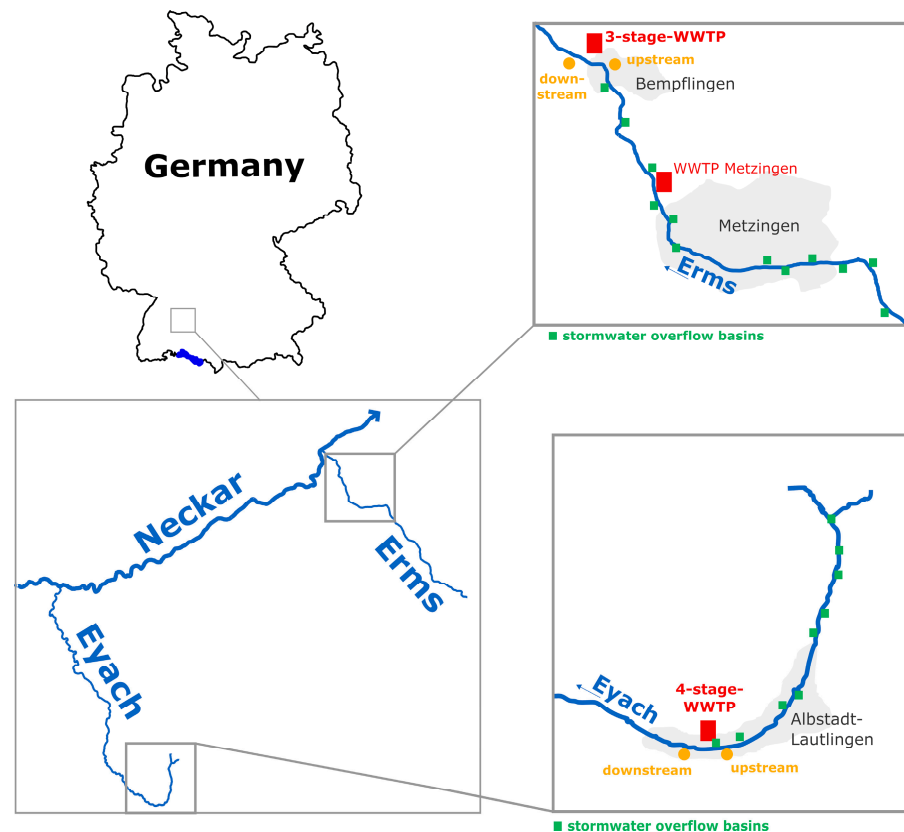 Germany
3-stage-WWTP
upstream
down-
stream
Bempflingen
WWTP Metzingen
Metzingen
Erms
stormwater overflow basins
Neckar
Erms
Eyach
Eyach
4-stage-
WWTP
Albstadt-
Lautlingen
downstream
upstream
stormwater overflow basins